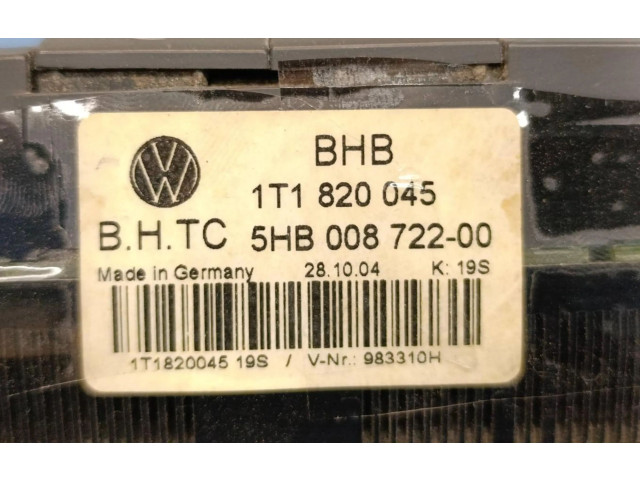 BHB
1T1 820 045
B.H.TC 5HB 008 722-00
Made in Germany 28.10.04 K: 19S
1T1820045 19S / V-Nr.: 983310H